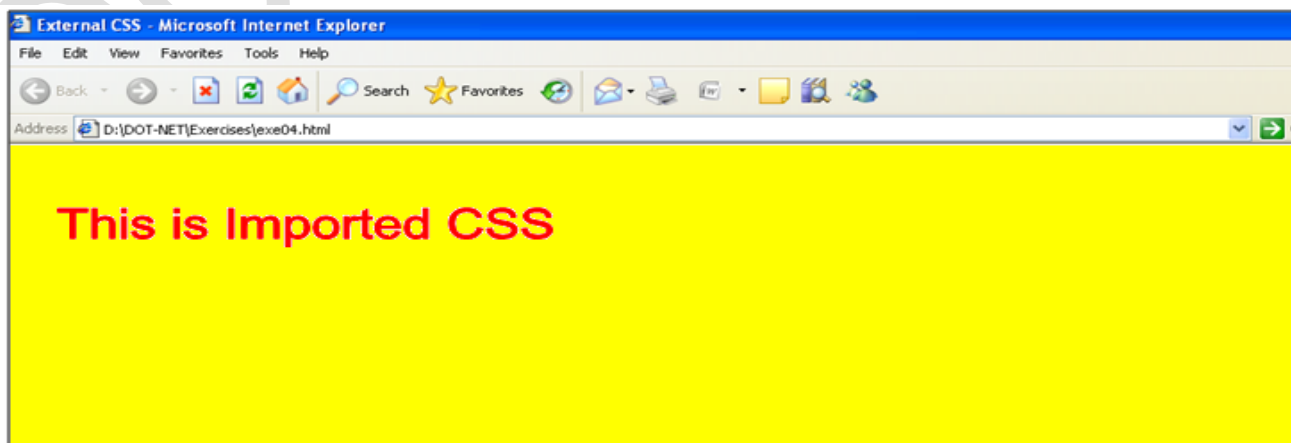 External CSS - Microsoft Internet Explorer
File Edit View Favorites Tools Help
Back Search Favorites
Address D:\DOT-NET\Exercises\exe04.html
This is Imported CSS